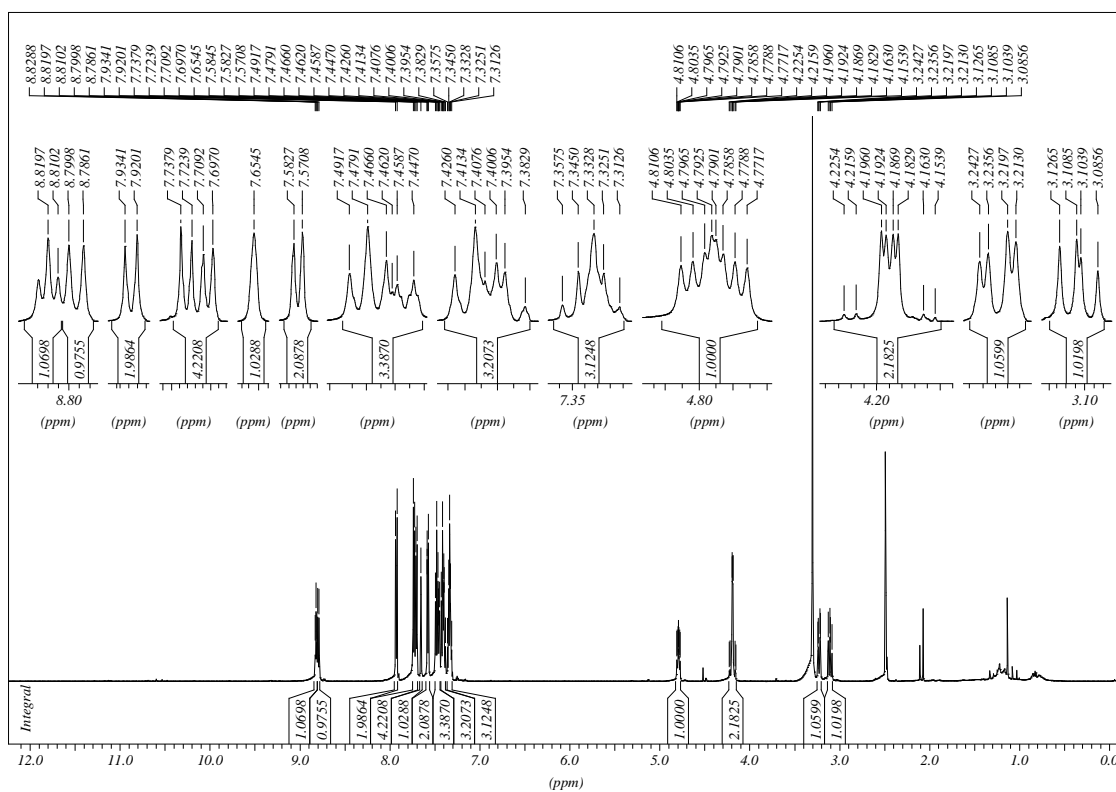 8.8288 8.8197 8.8102 8.7998 8.7861 7.9341 7.9201 7.7379 7.7239 7.7092 7.6970 7.6545 7.5845 7.5827 7.5708 7.4917 7.4791 7.4660 7.4620 7.4587 7.4470 7.4260 7.4134 7.4076 7.4006 7.3954 7.3829 7.3575 7.3450 7.3328 7.3251 7.3126 4.8106 4.8035 4.7965 4.7925 4.7901 4.7858 4.7788 4.7717 4.2254 4.2159 4.1960 4.1924 4.1869 4.1829 4.1630 4.1539 3.2427 3.2356 3.2197 3.2130 3.1265 3.1085 3.1039 3.0856
8.8197 8.8102 8.7998 8.7861 7.9341 7.9201 7.7379 7.7239 7.7092 7.6970 7.6545 7.5827 7.5708 7.4917 7.4791 7.4660 7.4620 7.4587 7.4470 7.4260 7.4134 7.4076 7.4006 7.3954 7.3829 7.3575 7.3450 7.3328 7.3251 7.3126 4.8106 4.8035 4.7965 4.7925 4.7901 4.7858 4.7788 4.7717 4.2254 4.2159 4.1960 4.1924 4.1869 4.1829 4.1630 4.1539 3.2427 3.2356 3.2197 3.2130 3.1265 3.1085 3.1039 3.0856
1.0698 0.9755 1.9864 4.2208 1.0288 2.0878 3.3870 3.2073 3.1248 1.0000 2.1825 1.0599 1.0198
8.80 7.35 4.80 4.20 3.10
(ppm) (ppm) (ppm) (ppm) (ppm) (ppm) (ppm) (ppm) (ppm) (ppm) (ppm) (ppm)
Integral 1.0698 0.9755 1.9864 4.2208 1.0288 2.0878 3.3870 3.2073 3.1248 1.0000 2.1825 1.0599 1.0198
12.0 11.0 10.0 9.0 8.0 7.0 6.0 5.0 4.0 3.0 2.0 1.0 0.0
(ppm)